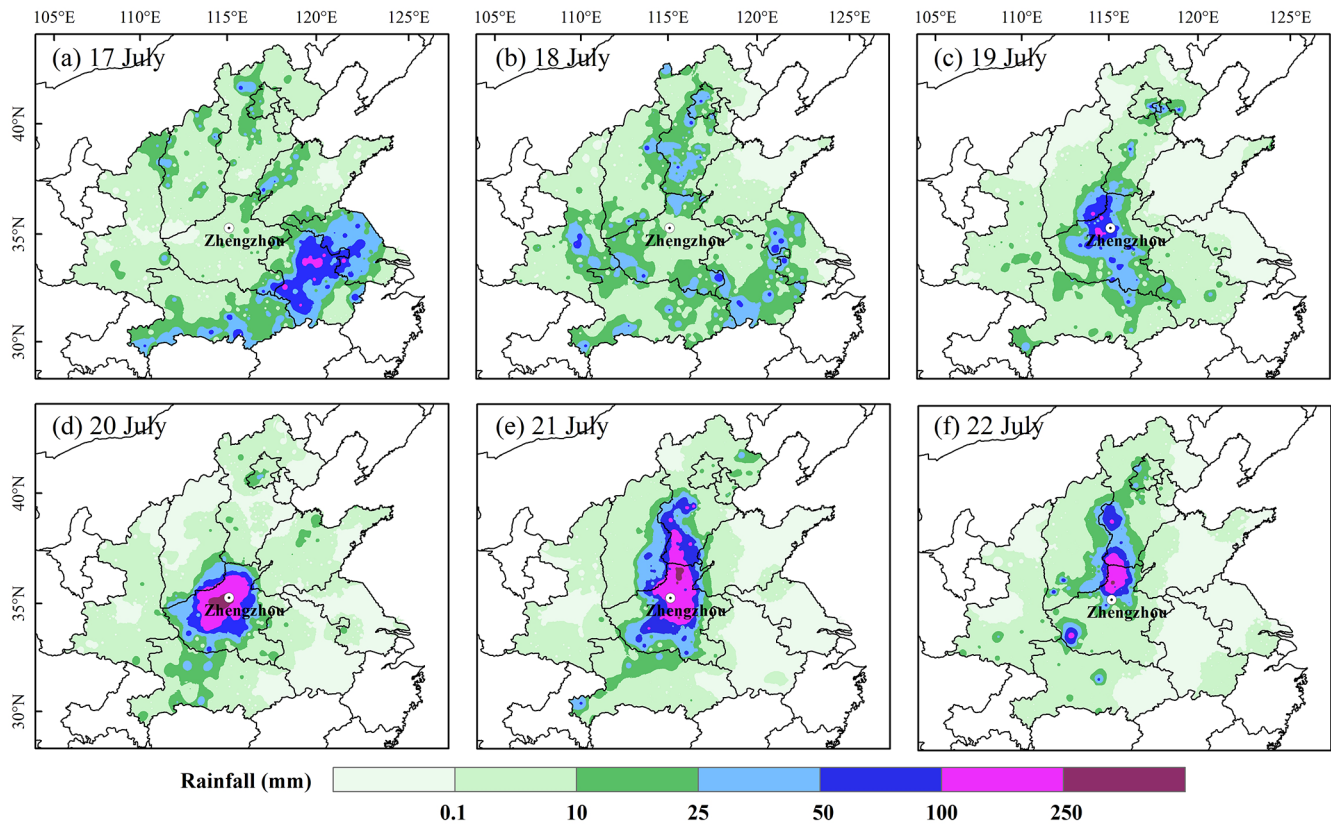 105°E 110°E 115°E 120°E 125°E
105°E 110°E 115°E 120°E 125°E
105°E 110°E 115°E 120°E 125°E
(a) 17 July
(b) 18 July
(c) 19 July
40°N
35°N
30°N
Zhengzhou
Zhengzhou
Zhengzhou
(d) 20 July
(e) 21 July
(f) 22 July
40°N
35°N
30°N
Zhengzhou
Zhengzhou
Zhengzhou
Rainfall (mm)
0.1 10 25 50 100 250